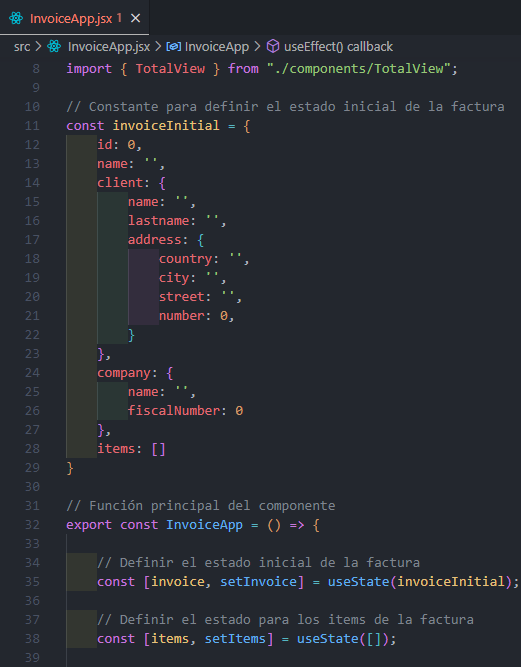 InvoiceApp.jsx 1 ×
src > InvoiceApp.jsx > InvoiceApp > useEffect() callback
8 import { TotalView } from "./components/TotalView";
9
10 // Constante para definir el estado inicial de la factura
11 const invoiceInitial = {
12     id: 0,
13     name: '',
14     client: {
15         name: '',
16         lastname: '',
17         address: {
18             country: '',
19             city: '',
20             street: '',
21             number: 0,
22         }
23     },
24     company: {
25         name: '',
26         fiscalNumber: 0
27     },
28     items: []
29 }
30
31 // Función principal del componente
32 export const InvoiceApp = () => {
33
34     // Definir el estado inicial de la factura
35     const [invoice, setInvoice] = useState(invoiceInitial);
36
37     // Definir el estado para los items de la factura
38     const [items, setItems] = useState([]);
39